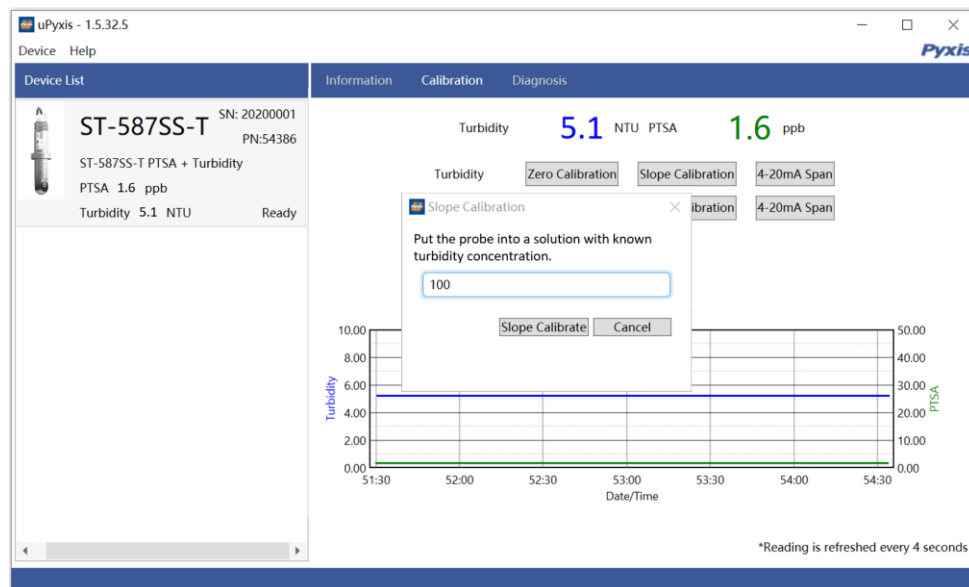 uPyxis - 1.5.32.5
Device Help
Pyxis
Device List
Information Calibration Diagnosis
ST-587SS-T
SN: 20200001
PN:54386
ST-587SS-T PTSA + Turbidity
PTSA 1.6 ppb
Turbidity 5.1 NTU Ready
Turbidity 5.1 NTU PTSA 1.6 ppb
Turbidity Zero Calibration Slope Calibration 4-20mA Span
ibration 4-20mA Span
Slope Calibration
Put the probe into a solution with known
turbidity concentration.
100
Slope Calibrate Cancel
10.00
8.00
6.00
4.00
2.00
0.00
Turbidity
50.00
40.00
30.00
20.00
10.00
0.00
PTSA
51:30 52:00 52:30 53:00 53:30 54:00 54:30
Date/Time
*Reading is refreshed every 4 seconds